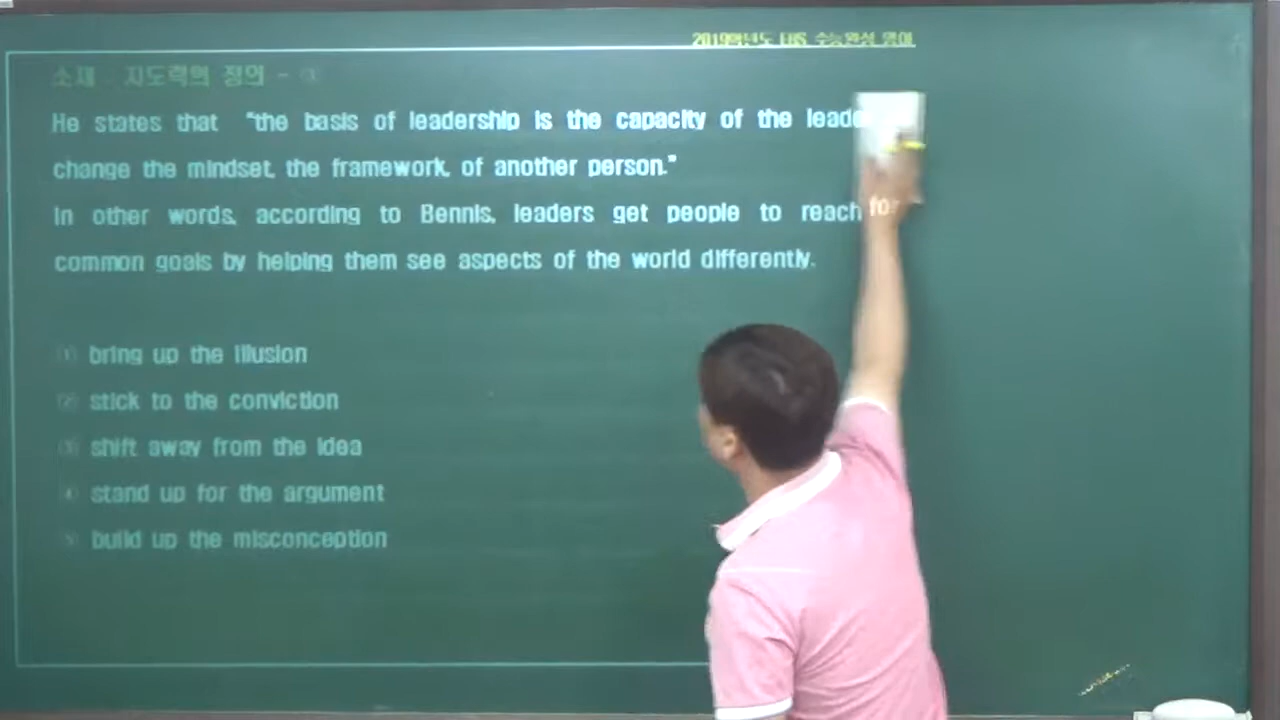 2019학년도 EBS 수능완성 영어
소재 지도력의 정의 - ③
He states that “the basis of leadership is the capacity of the
change the mindset, the framework, of another person.”
In other words, according to Bennis, leaders get people to reach for
common goals by helping them see aspects of the world differently.
① bring up the illusion
② stick to the conviction
③ shift away from the idea
④ stand up for the argument
⑤ build up the misconception